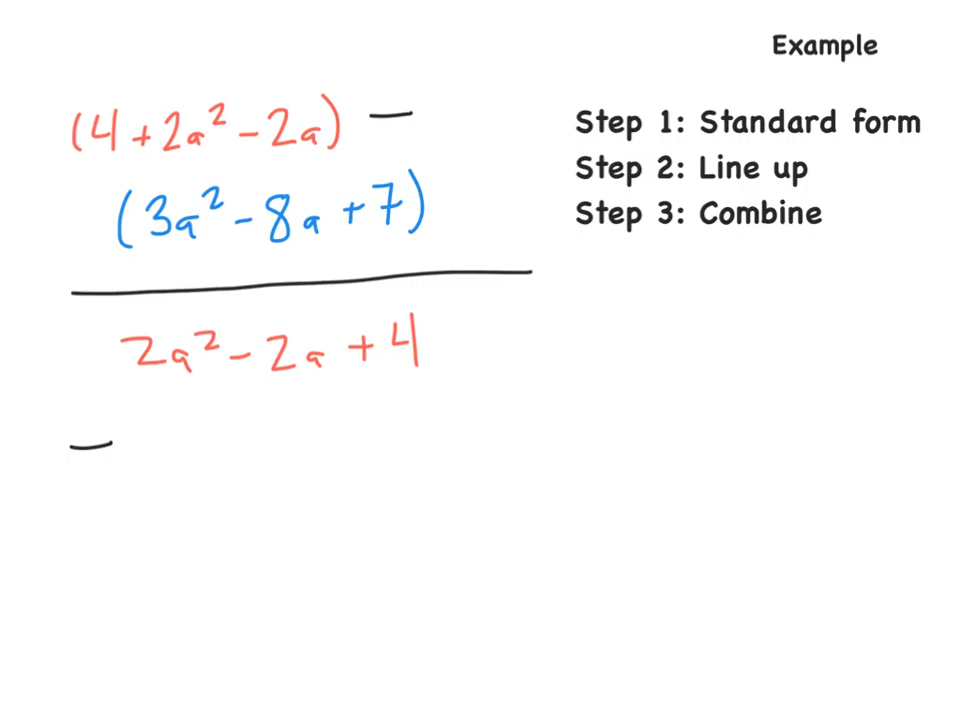 Example
(4 + 2a² - 2a) -
(3a² - 8a + 7)
2a² - 2a + 4
-
Step 1: Standard form
Step 2: Line up
Step 3: Combine